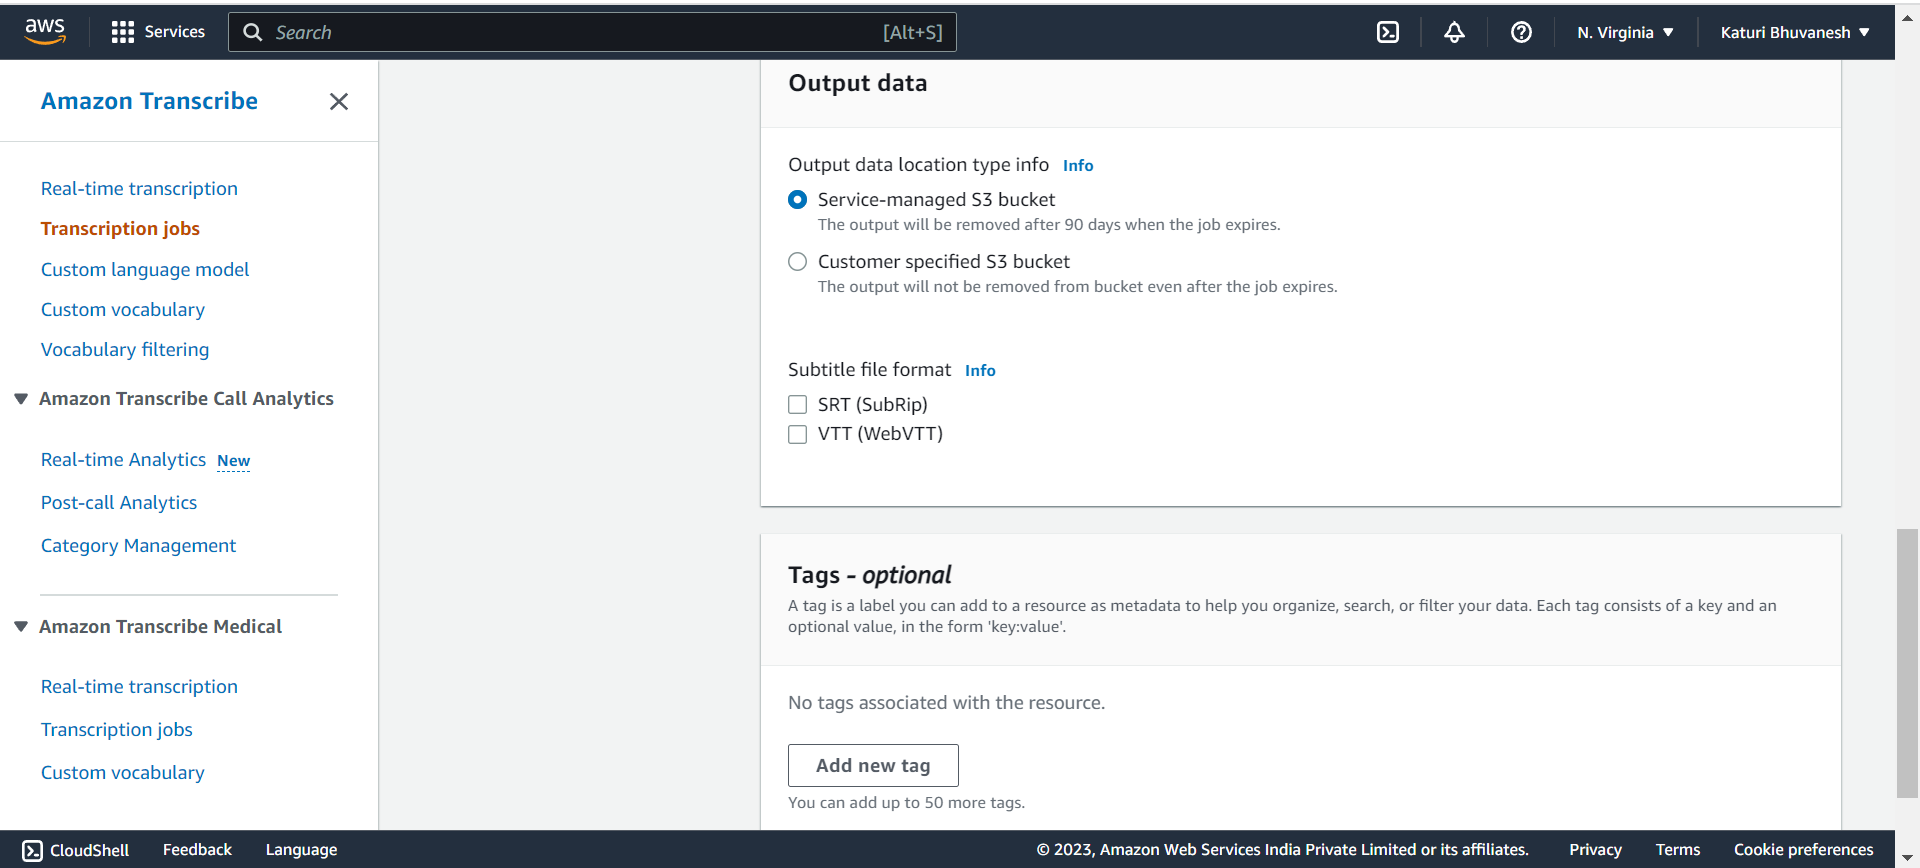 aws
Services
Search
[Alt+S]
N. Virginia
Katuri Bhuvanesh
Amazon Transcribe
Real-time transcription
Transcription jobs
Custom language model
Custom vocabulary
Vocabulary filtering
Amazon Transcribe Call Analytics
Real-time Analytics New
Post-call Analytics
Category Management
Amazon Transcribe Medical
Real-time transcription
Transcription jobs
Custom vocabulary
Output data
Output data location type info Info
Service-managed S3 bucket
The output will be removed after 90 days when the job expires.
Customer specified S3 bucket
The output will not be removed from bucket even after the job expires.
Subtitle file format Info
SRT (SubRip)
VTT (WebVTT)
Tags - optional
A tag is a label you can add to a resource as metadata to help you organize, search, or filter your data. Each tag consists of a key and an
optional value, in the form 'key:value'.
No tags associated with the resource.
Add new tag
You can add up to 50 more tags.
CloudShell
Feedback
Language
© 2023, Amazon Web Services India Private Limited or its affiliates.
Privacy
Terms
Cookie preferences